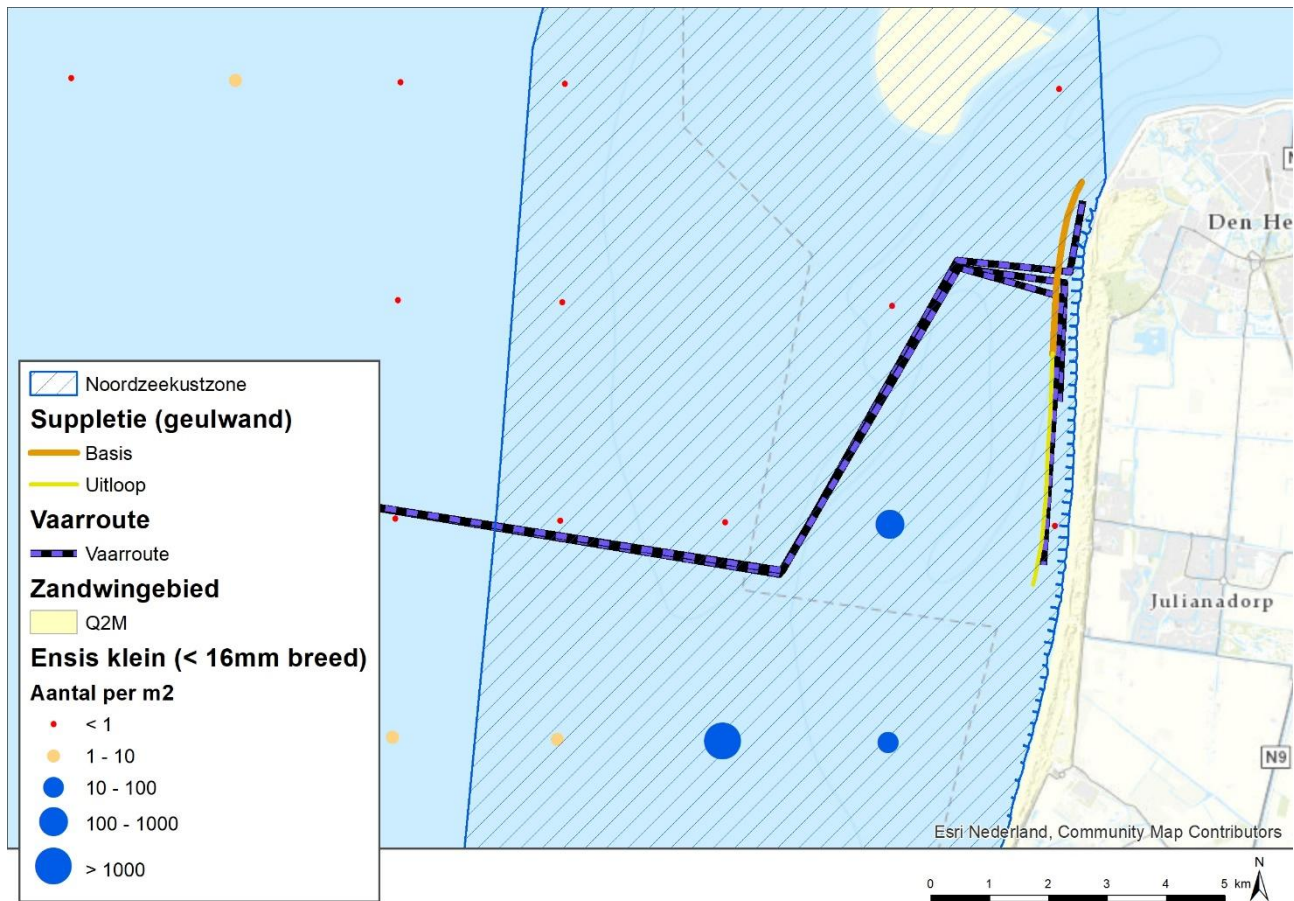 Den He
Noordzeekustzone
Suppletie (geulwand)
Basis
Uitloop
Vaarroute
Vaarroute
Zandwingebied
Q2M
Ensis klein (< 16mm breed)
Aantal per m2
< 1
1 - 10
10 - 100
100 - 1000
> 1000
N
Julianadorp
N9
Esri Nederland, Community Map Contributors
0 1 2 3 4 5 km
N